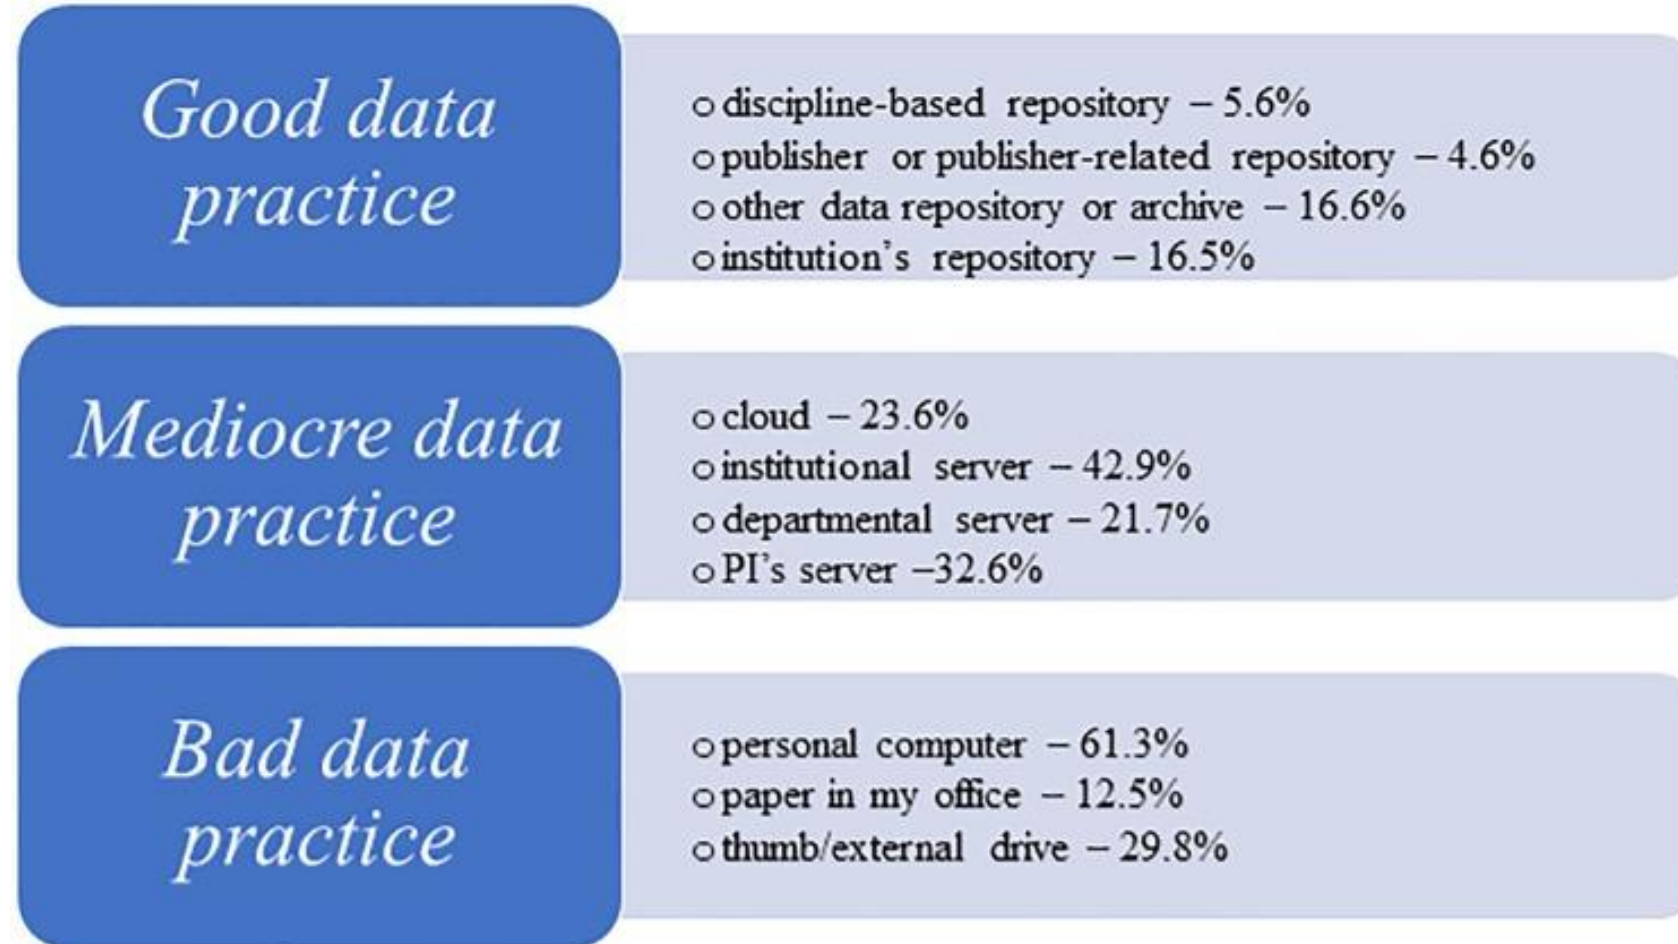 Good data
practice
o discipline-based repository – 5.6%
o publisher or publisher-related repository – 4.6%
o other data repository or archive – 16.6%
o institution’s repository – 16.5%
Mediocre data
practice
o cloud – 23.6%
o institutional server – 42.9%
o departmental server – 21.7%
o PI’s server –32.6%
Bad data
practice
o personal computer – 61.3%
o paper in my office – 12.5%
o thumb/external drive – 29.8%